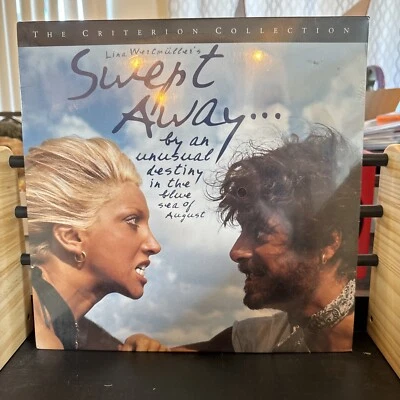 THE CRITERION COLLECTION
Lina Wertmüller's
Swept
Away...
by an
unusual
destiny
in the
blue
sea of
August